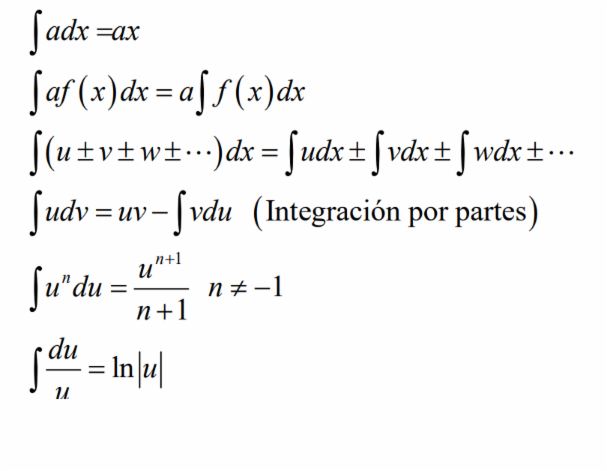 ∫adx =ax
∫af(x)dx = a∫f(x)dx
∫(u ± v ± w ± ⋯)dx = ∫udx ± ∫vdx ± ∫wdx ± ⋯
∫udv = uv − ∫vdu (Integración por partes)
∫uⁿdu = uⁿ⁺¹/n+1 n ≠ −1
∫du/u = ln|u|